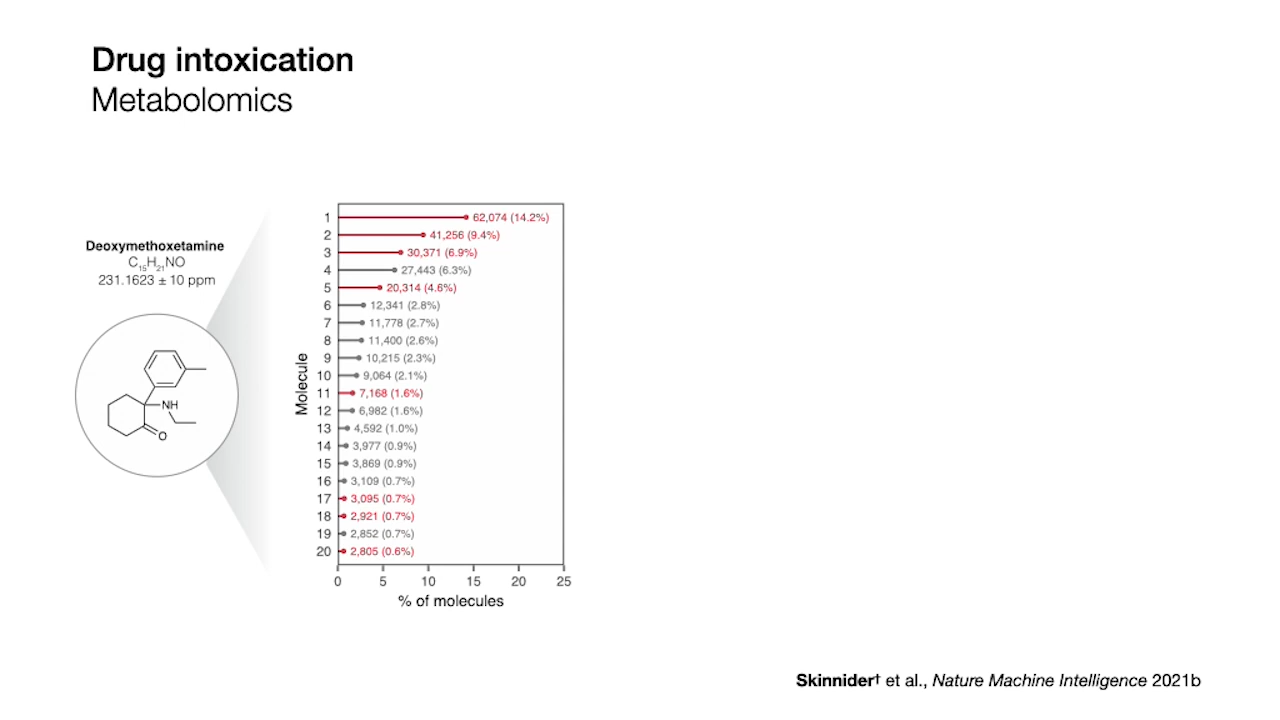 Drug intoxication
Metabolomics
Deoxymethoxetamine
C₁₅H₂₁NO
231.1623 ± 10 ppm
NH
O
Molecule
1 62,074 (14.2%)
2 41,256 (9.4%)
3 30,371 (6.9%)
4 27,443 (6.3%)
5 20,314 (4.6%)
6 12,341 (2.8%)
7 11,778 (2.7%)
8 11,400 (2.6%)
9 10,215 (2.3%)
10 9,064 (2.1%)
11 7,168 (1.6%)
12 6,982 (1.6%)
13 4,592 (1.0%)
14 3,977 (0.9%)
15 3,869 (0.9%)
16 3,109 (0.7%)
17 3,095 (0.7%)
18 2,921 (0.7%)
19 2,852 (0.7%)
20 2,805 (0.6%)
0 5 10 15 20 25
% of molecules
Skinnider† et al., Nature Machine Intelligence 2021b